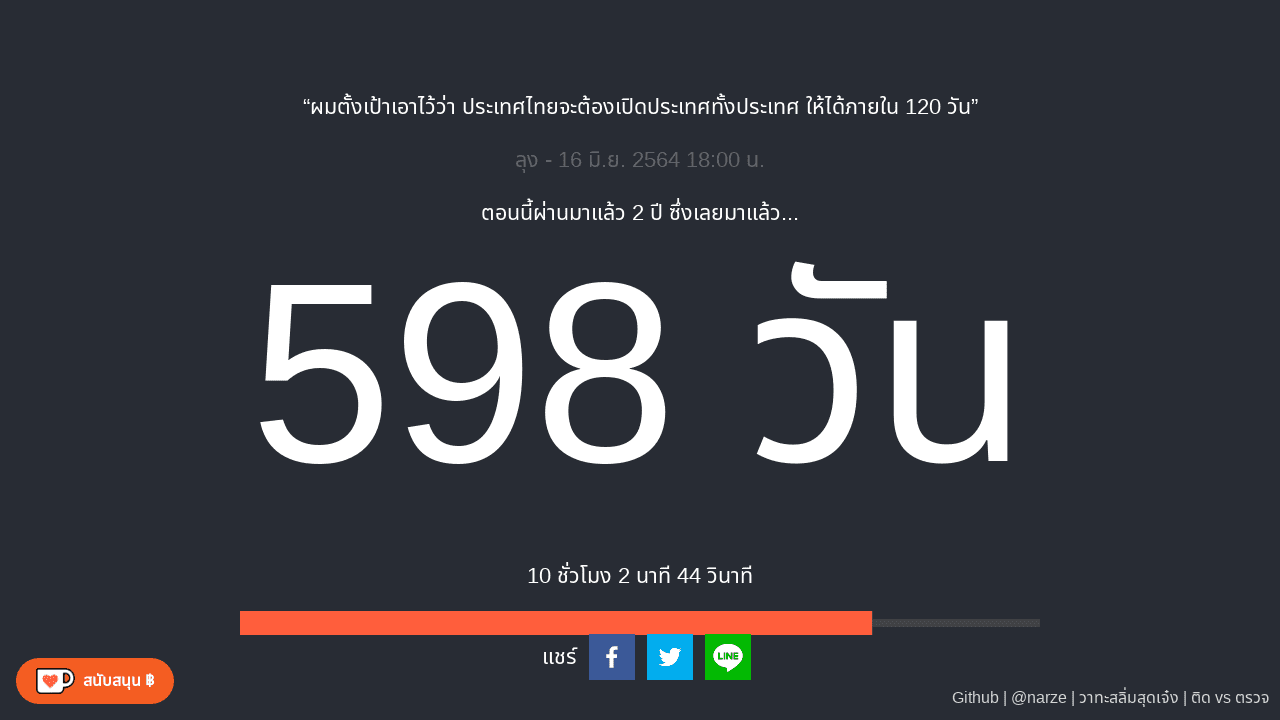 “ผมตั้งเป้าเอาไว้ว่า ประเทศไทยจะต้องเปิดประเทศทั้งประเทศ ให้ได้ภายใน 120 วัน”
ลุง - 16 มิ.ย. 2564 18:00 น.
ตอนนี้ผ่านมาแล้ว 2 ปี ซึ่งเลยมาแล้ว...
598 วัน
10 ชั่วโมง 2 นาที 44 วินาที
แชร์
LINE
สนับสนุน ฿
Github | @narze | วาทะสลิ่มสุดเจ๋ง | ติด vs ตรวจ